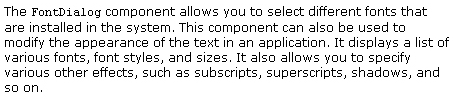 The FontDialog component allows you to select different fonts that
are installed in the system. This component can also be used to
modify the appearance of the text in an application. It displays a list of
various fonts, font styles, and sizes. It also allows you to specify
various other effects, such as subscripts, superscripts, shadows, and
so on.